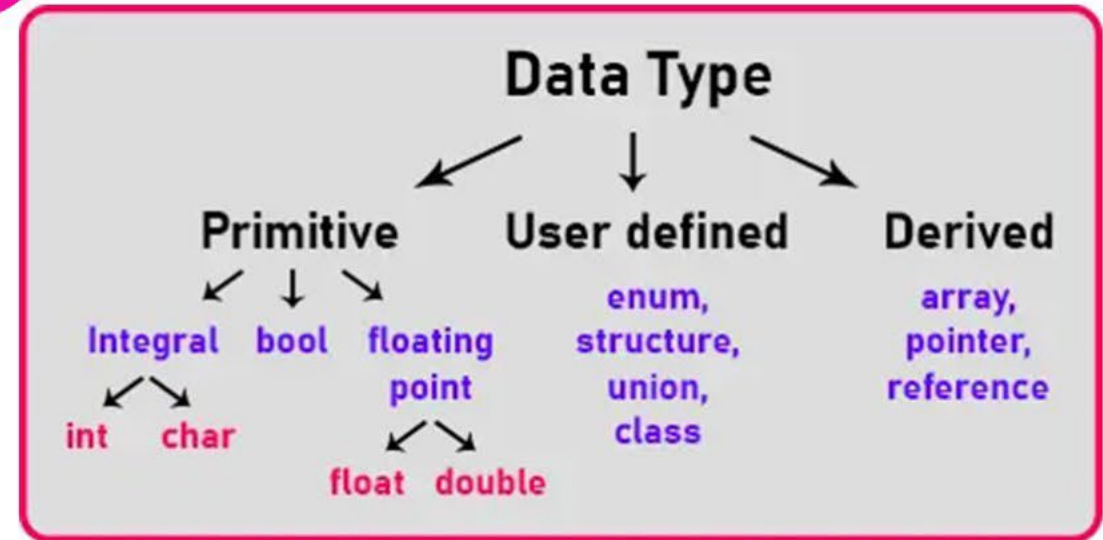 Data Type
Primitive User defined Derived
Integral bool floating point
int char
float double
enum,
structure,
union,
class
array,
pointer,
reference